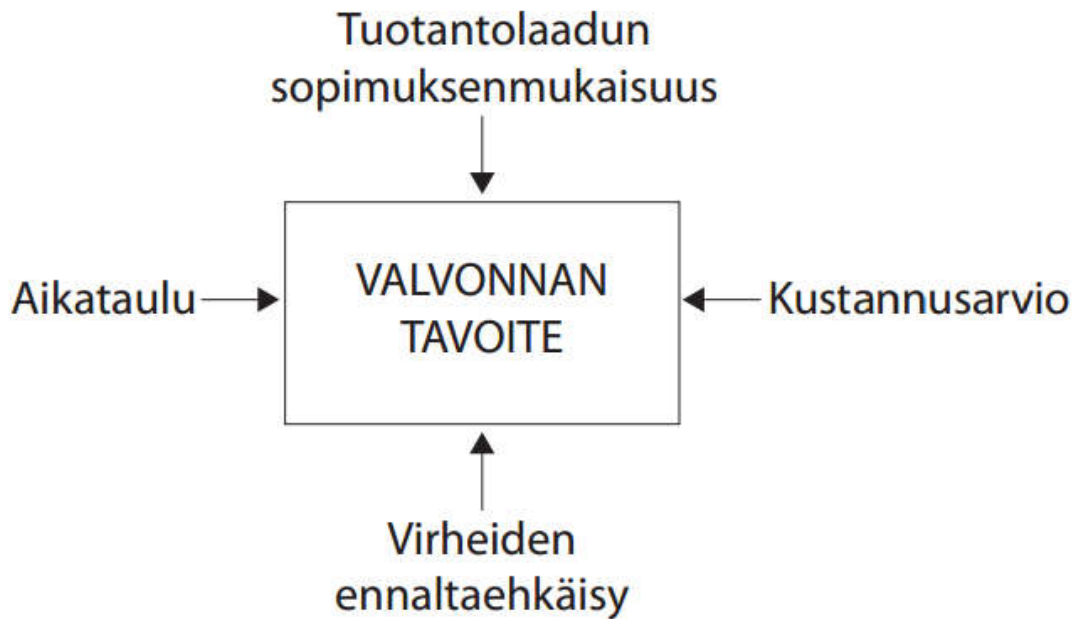 Tuotantolaadun
sopimuksenmukaisuus
VALVONNAN
TAVOITE
Aikataulu
Kustannusarvio
Virheiden
ennaltaehkäisy